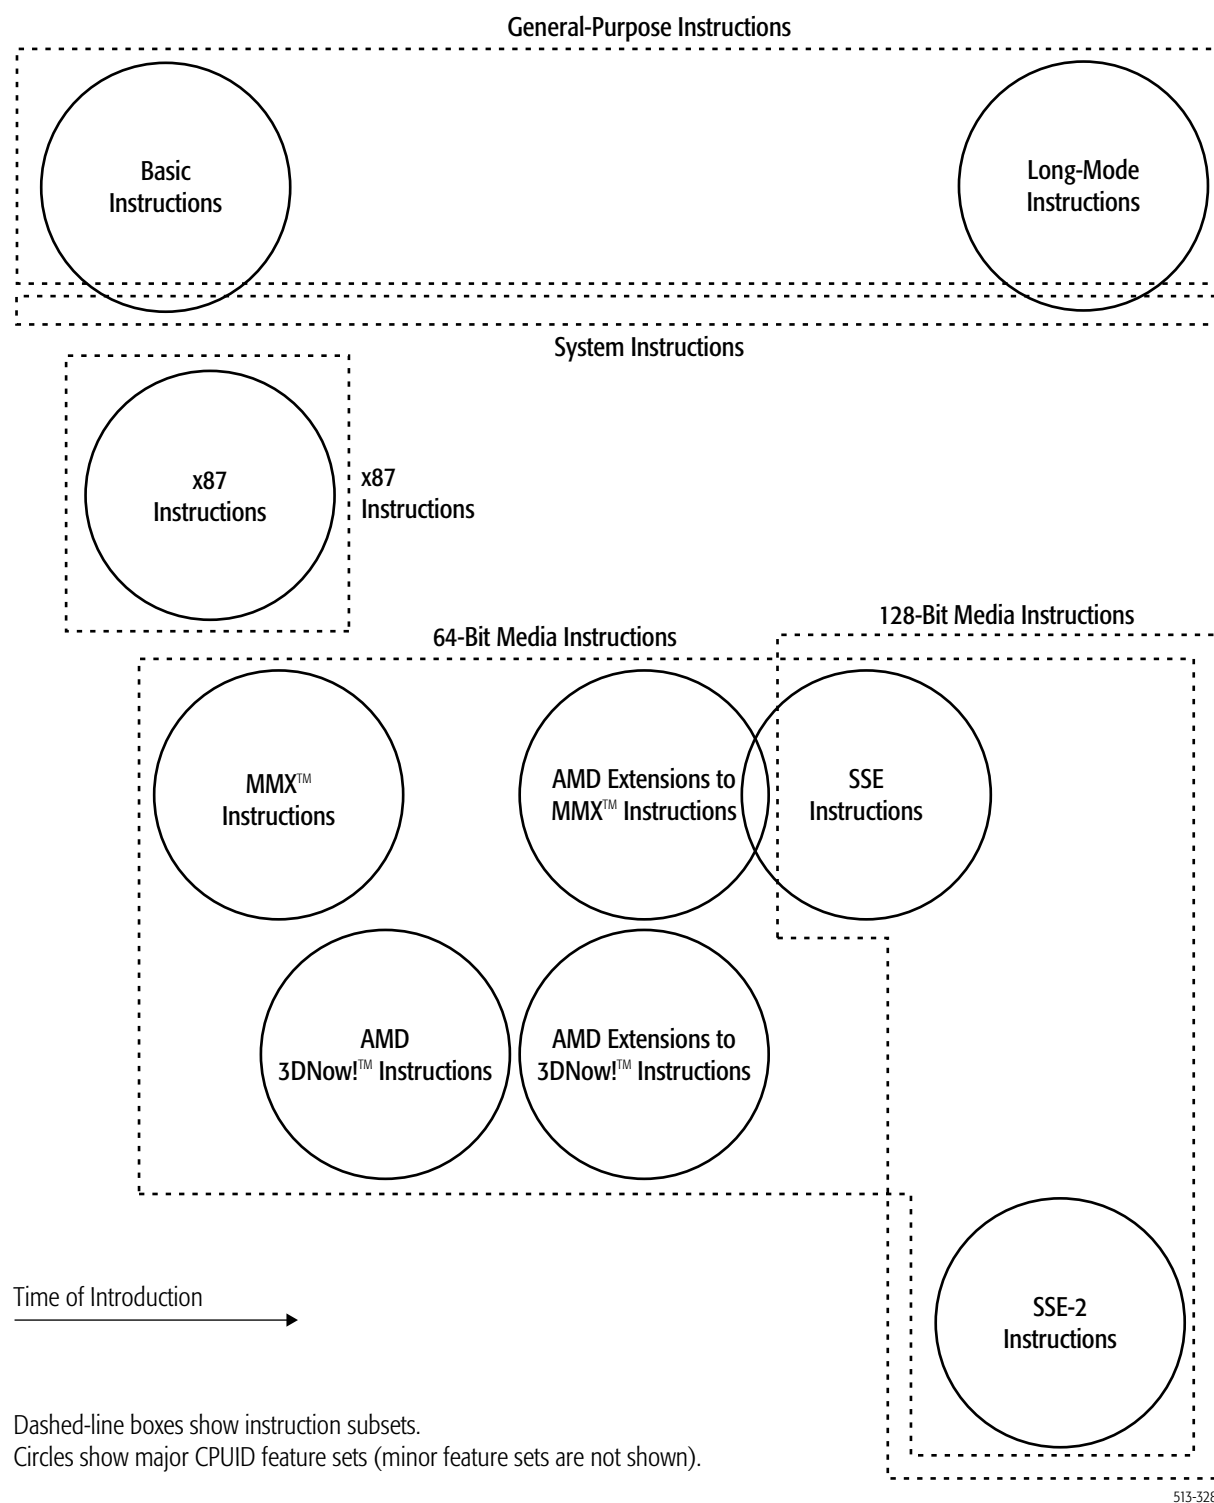 General-Purpose Instructions
Basic
Instructions
Long-Mode
Instructions
System Instructions
x87
Instructions
x87
Instructions
128-Bit Media Instructions
64-Bit Media Instructions
MMX™
Instructions
AMD Extensions to
MMX™ Instructions
SSE
Instructions
AMD
3DNow!™ Instructions
AMD Extensions to
3DNow!™ Instructions
Time of Introduction
SSE-2
Instructions
Dashed-line boxes show instruction subsets.
Circles show major CPUID feature sets (minor feature sets are not shown).
513-328